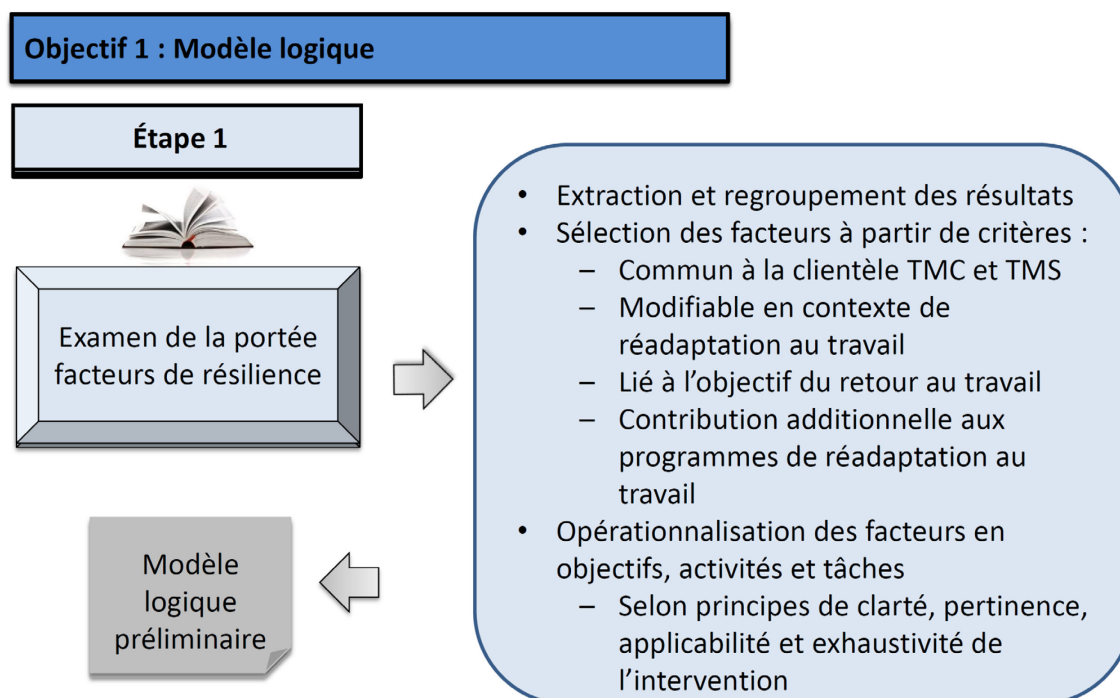 Objectif 1 : Modèle logique
Étape 1
Examen de la portée
facteurs de résilience
• Extraction et regroupement des résultats
• Sélection des facteurs à partir de critères :
– Commun à la clientèle TMC et TMS
– Modifiable en contexte de
réadaptation au travail
– Lié à l’objectif du retour au travail
– Contribution additionnelle aux
programmes de réadaptation au
travail
• Opérationnalisation des facteurs en
objectifs, activités et tâches
– Selon principes de clarté, pertinence,
applicabilité et exhaustivité de
l’intervention
Modèle
logique
préliminaire